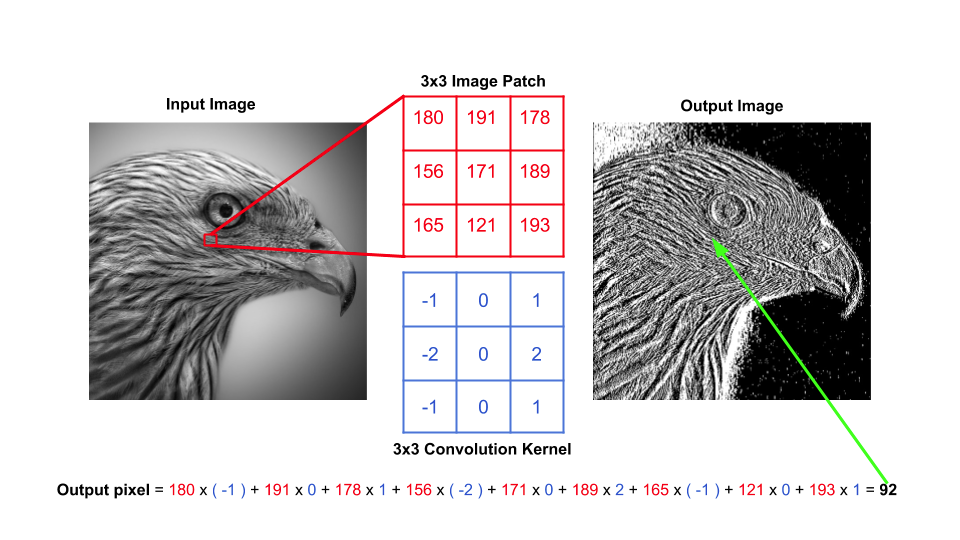 3x3 Image Patch
Input Image
Output Image
180 191 178
156 171 189
165 121 193
-1 0 1
-2 0 2
-1 0 1
3x3 Convolution Kernel
Output pixel = 180 x ( -1 ) + 191 x 0 + 178 x 1 + 156 x ( -2 ) + 171 x 0 + 189 x 2 + 165 x ( -1 ) + 121 x 0 + 193 x 1 = 92